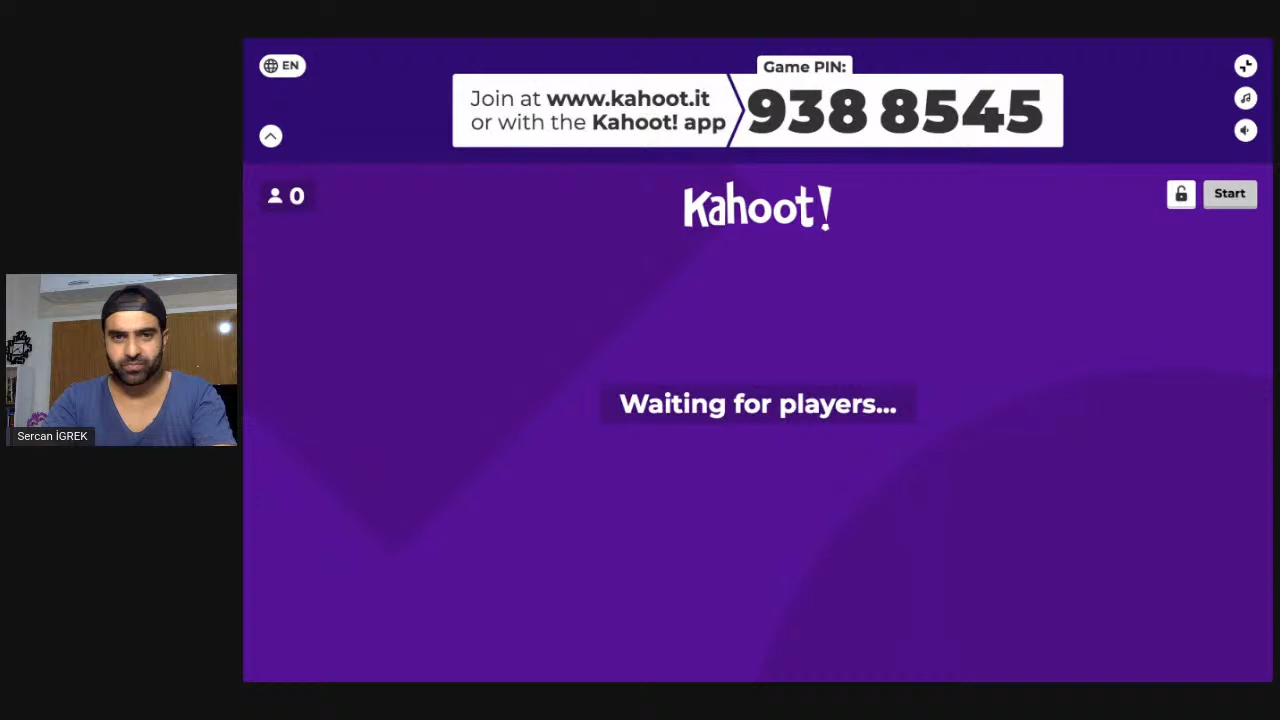 EN
Game PIN:
Join at www.kahoot.it
or with the Kahoot! app
938 8545
0
Kahoot!
Start
Waiting for players...
Sercan İGREK